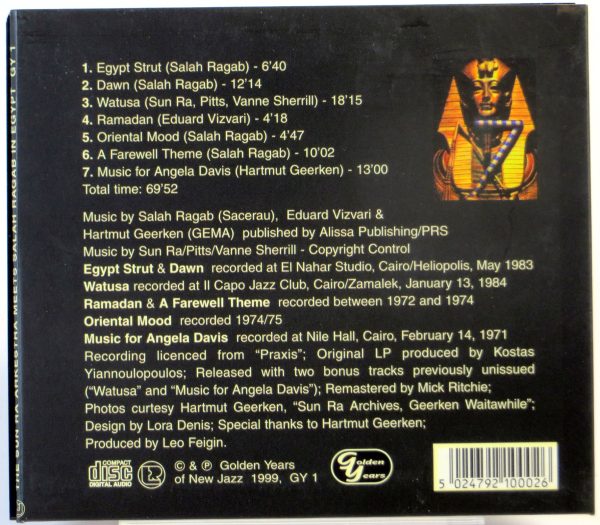 1. Egypt Strut (Salah Ragab) - 6'40
2. Dawn (Salah Ragab) - 12'14
3. Watusa (Sun Ra, Pitts, Vanne Sherrill) - 18'15
4. Ramadan (Eduard Vizvari) - 4'18
5. Oriental Mood (Salah Ragab) - 4'47
6. A Farewell Theme (Salah Ragab) - 10'02
7. Music for Angela Davis (Hartmut Geerken) - 13'00
Total time: 69'52
Music by Salah Ragab (Sacerau), Eduard Vizvari &
Hartmut Geerken (GEMA) published by Alissa Publishing/PRS
Music by Sun Ra/Pitts/Vanne Sherrill - Copyright Control
Egypt Strut & Dawn recorded at El Nahar Studio, Cairo/Heliopolis, May 1983
Watusa recorded at Il Capo Jazz Club, Cairo/Zamalek, January 13, 1984
Ramadan & A Farewell Theme recorded between 1972 and 1974
Oriental Mood recorded 1974/75
Music for Angela Davis recorded at Nile Hall, Cairo, February 14, 1971
Recording licenced from "Praxis"; Original LP produced by Kostas
Yiannoulopoulos; Released with two bonus tracks previously unissued
("Watusa" and "Music for Angela Davis"); Remastered by Mick Ritchie;
Photos curtesy Hartmut Geerken, "Sun Ra Archives, Geerken Waitawhile";
Design by Lora Denis; Special thanks to Hartmut Geerken;
Produced by Leo Feigin.
COMPACT
disc
DIGITAL AUDIO
© & ℗ Golden Years
of New Jazz 1999, GY 1
Golden
Years
5 024792 100026
THE SUN RA ARKESTRA MEETS SALAH RAGAB IN EGYPT GY 1